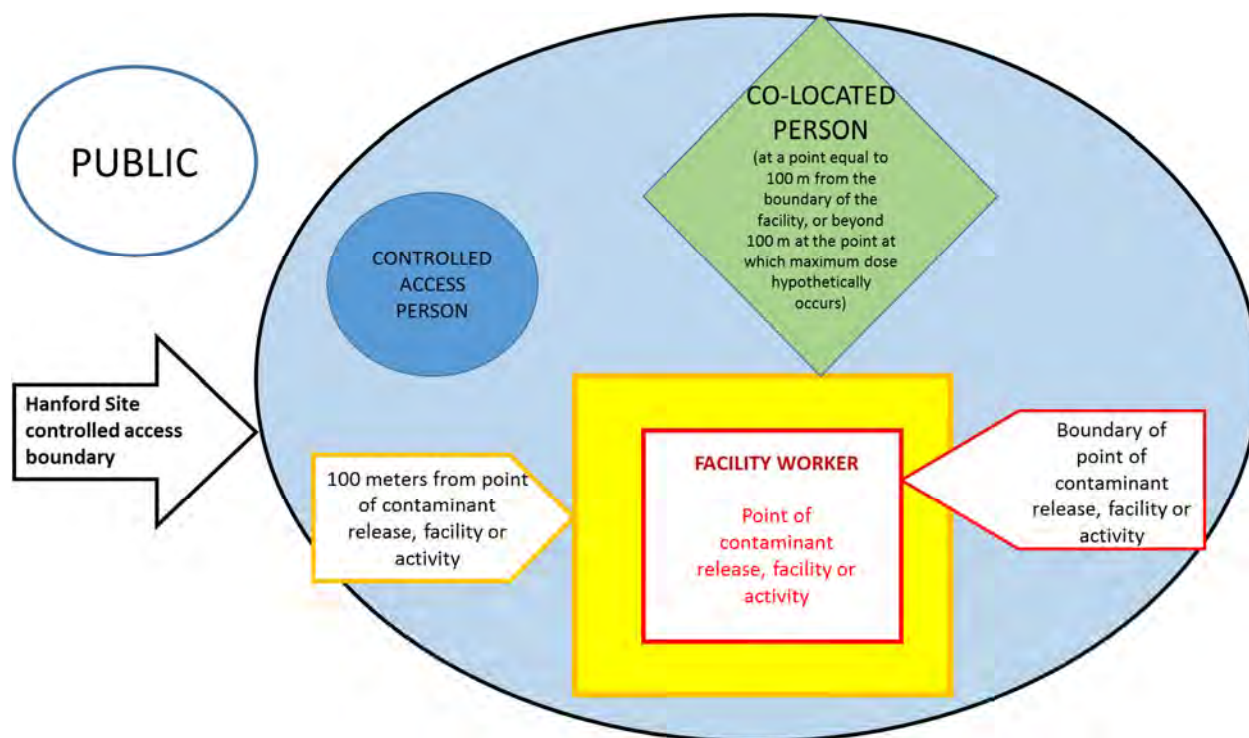 PUBLIC
CO-LOCATED
PERSON
(at a point equal to
100 m from the
boundary of the
facility, or beyond
100 m at the point at
which maximum dose
hypothetically
occurs)
CONTROLLED
ACCESS
PERSON
Hanford Site
controlled access
boundary
100 meters from point
of contaminant
release, facility or
activity
FACILITY WORKER
Point of
contaminant
release, facility or
activity
Boundary of
point of
contaminant
release, facility or
activity